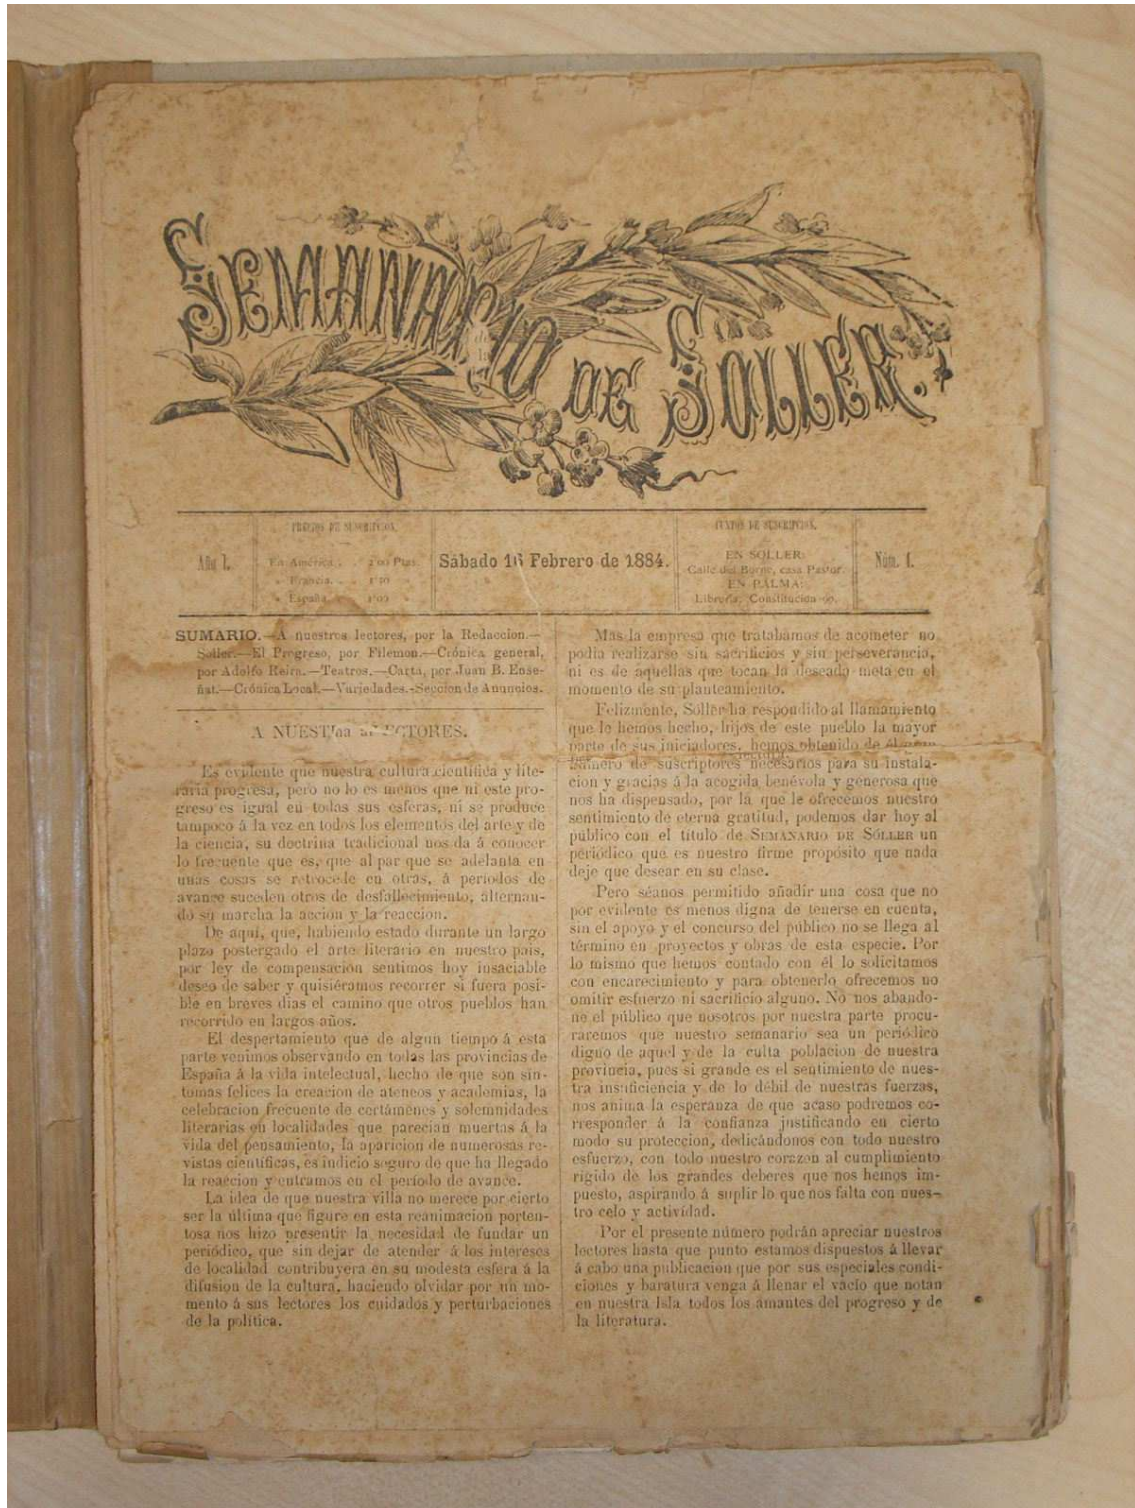 SEMANARIO DE SÓLLER.
Año I.
PRECIOS DE SUSCRICION.
En América. . . 2'00 Ptas.
» Francia. . .
» España. . . 1'00 »
Sábado 16 Febrero de 1884.
PUNTOS DE SUSCRICION.
EN SOLLER:
Calle del Borne, casa Pastor.
EN PALMA:
Librería, Constitucion
Núm. 1.
SUMARIO.—A nuestros lectores, por la Redaccion.—
Soller.—El Progreso, por Filemon.—Crónica general,
por Adolfo Reira.—Teatros.—Carta, por Juan B. Ense-
ñat.—Crónica Local.—Variedades.-Seccion de Anuncios.
A LECTORES.
Es evidente que nuestra cultura científica y lite-
raria progresa, pero no lo es menos que ni este pro-
greso es igual en todas sus esferas, ni se produce
tampoco á la vez en todos los elementos del arte y de
la ciencia, su doctrina tradicional nos da á conocer
lo frecuente que es, que al par que se adelanta en
unas cosas se retrocede en otras, á períodos de
avance suceden otros de desfallecimiento, alternan-
do su marcha la accion y la reaccion.
De aquí, que, habiendo estado durante un largo
plazo postergado el arte literario en nuestro pais,
por ley de compensación sentimos hoy insaciable
deseo de saber y quisiéramos recorrer si fuera posi-
ble en breves dias el camino que otros pueblos han
recorrido en largos años.
El despertamiento que de algun tiempo á esta
parte venimos observando en todas las provincias de
España á la vida intelectual, hecho de que son sin-
tomas felices la creacion de ateneos y academias, la
celebracion frecuente de certámenes y solemnidades
literarias en localidades que parecian muertas á la
vida del pensamiento, la aparicion de numerosas re-
vistas científicas, es indicio seguro de que ha llegado
la reaccion y entramos en el período de avance.
La idea de que nuestra villa no merece por cierto
ser la última que figure en esta reanimacion porten-
tosa nos hizo presentir la necesidad de fundar un
periódico, que sin dejar de atender á los intereses
de localidad contribuyera en su modesta esfera á la
difusion de la cultura, haciendo olvidar por un mo-
mento á sus lectores los cuidados y perturbaciones
de la política.
Mas la empresa que tratabamos de acometer no
podia realizarse sin sacrificios y sin perseverancia,
ni es de aquellas que tocan la deseada meta en el
momento de su planteamiento.
Felizmente, Sóller ha respondido al llamamiento
que le hemos hecho, hijos de este pueblo la mayor
parte de sus iniciadores, hemos obtenido de él
número de suscriptores necesarios para su instala-
cion y gracias á la acogida benévola y generosa que
nos ha dispensado, por la que le ofrecemos nuestro
sentimiento de eterna gratitud, podemos dar hoy al
público con el título de SEMANARIO DE SÓLLER un
periódico que es nuestro firme propósito que nada
deje que desear en su clase.
Pero séanos permitido añadir una cosa que no
por evidente es menos digna de tenerse en cuenta,
sin el apoyo y el concurso del público no se llega al
término en proyectos y obras de esta especie. Por
lo mismo que hemos contado con él lo solicitamos
con encarecimiento y para obtenerlo ofrecemos no
omitir esfuerzo ni sacrificio alguno. No nos abando-
ne el público que nosotros por nuestra parte procu-
raremos que nuestro semanario sea un periódico
digno de aquel y de la culta poblacion de nuestra
provincia, pues si grande es el sentimiento de nues-
tra insuficiencia y de lo débil de nuestras fuerzas,
nos anima la esperanza de que acaso podremos co-
rresponder á la confianza justificando en cierto
modo su proteccion, dedicándonos con todo nuestro
esfuerzo, con todo nuestro corazon al cumplimiento
rígido de los grandes deberes que nos hemos im-
puesto, aspirando á suplir lo que nos falta con nues-
tro celo y actividad.
Por el presente número podrán apreciar nuestros
lectores hasta que punto estamos dispuestos á llevar
á cabo una publicacion que por sus especiales condi-
ciones y baratura venga á llenar el vacío que notan
en nuestra Isla todos los amantes del progreso y de
la literatura.